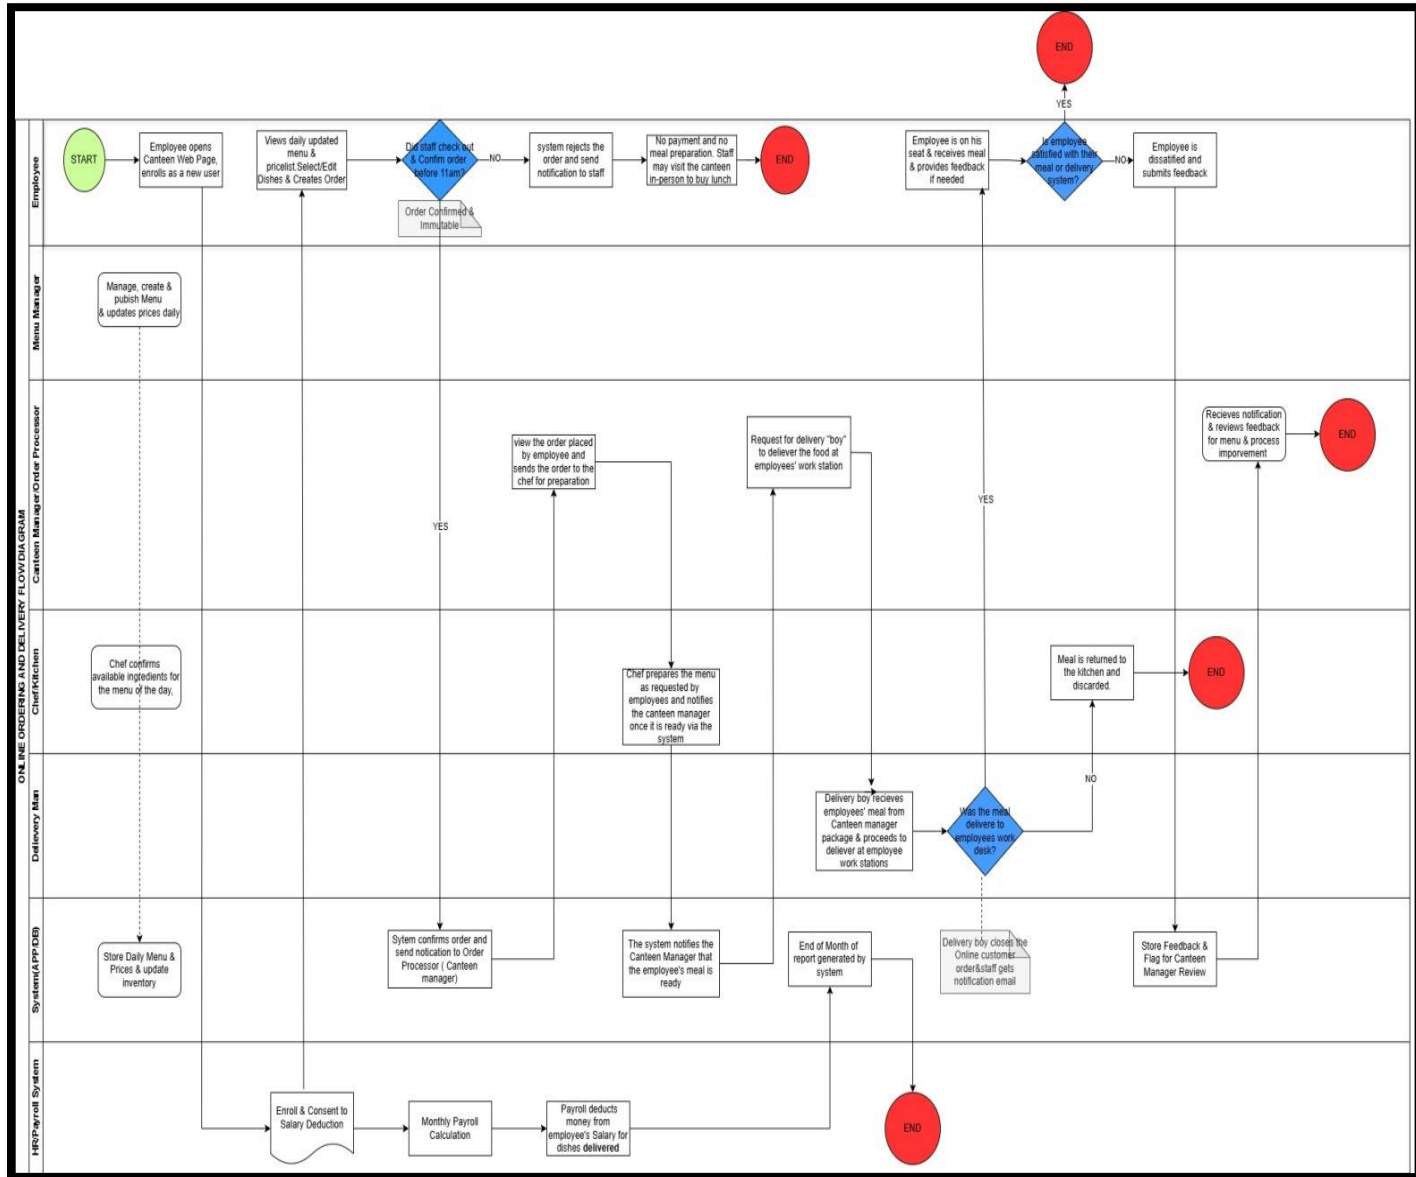 END
YES
ONLINE ORDERING AND DELIVERY FLOW DIAGRAM
Employee
START
Employee opens
Canteen Web Page,
enrolls as a new user
Views daily updated
menu &
pricelist.Select/Edit
Dishes & Creates Order
Did staff check out
& Confim order
before 11am?
NO
system rejects the
order and send
notification to staff
No payment and no
meal preparation. Staff
may visit the canteen
in-person to buy lunch
END
Employee is on his
seat & receives meal
& provides feedback
if needed
Is employee
satisfied with their
meal or delivery
system?
NO
Employee is
dissatified and
submits feedback
Order Confirmed &
Immutable
Menu Manager
Manage, create &
pubish Menu
& updates prices daily
Canteen Manager/Order Processor
view the order placed
by employee and
sends the order to the
chef for preparation
Request for delivery "boy"
to deliever the food at
employees' work station
Recieves notification
& reviews feedback
for menu & process
imporvement
END
YES
YES
Chef/Kitchen
Chef confirms
available ingredients for
the menu of the day,
Chef prepares the menu
as requested by
employees and notifies
the canteen manager
once it is ready via the
system
Meal is returned to
the kitchen and
discarded.
END
Delievery Man
Delivery boy recieves
employees' meal from
Canteen manager
package & proceeds to
deliever at employee
work stations
Was the meal
delivere to
employees work
desk?
NO
System(APP/DB)
Store Daily Menu &
Prices & update
inventory
Sytem confirms order and
send notication to Order
Processor ( Canteen
manager)
The system notifies the
Canteen Manager that
the employee's meal is
ready
End of Month of
report generated by
system
Delivery boy closes the
Online customer
order&staff gets
notification email
Store Feedback &
Flag for Canteen
Manager Review
HR/Payroll System
Enroll & Consent to
Salary Deduction
Monthly Payroll
Calculation
Payroll deducts
money from
employee's Salary for
dishes delivered
END